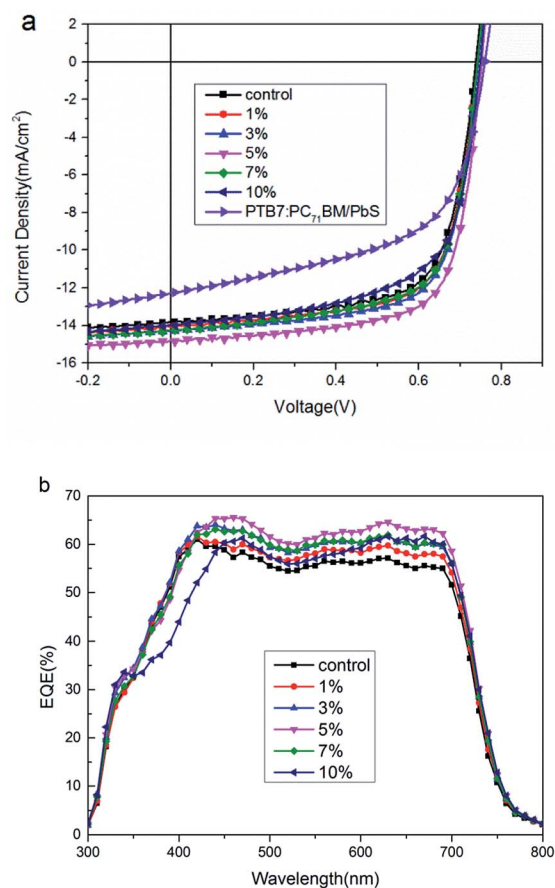 a
2
0
-2
-4
-6
-8
-10
-12
-14
-16
Current Density(mA/cm²)
control
1%
3%
5%
7%
10%
PTB7:PC₇₁BM/PbS
-0.2 0.0 0.2 0.4 0.6 0.8
Voltage(V)
b
70
60
50
40
30
20
10
0
EQE(%)
control
1%
3%
5%
7%
10%
300 400 500 600 700 800
Wavelength(nm)